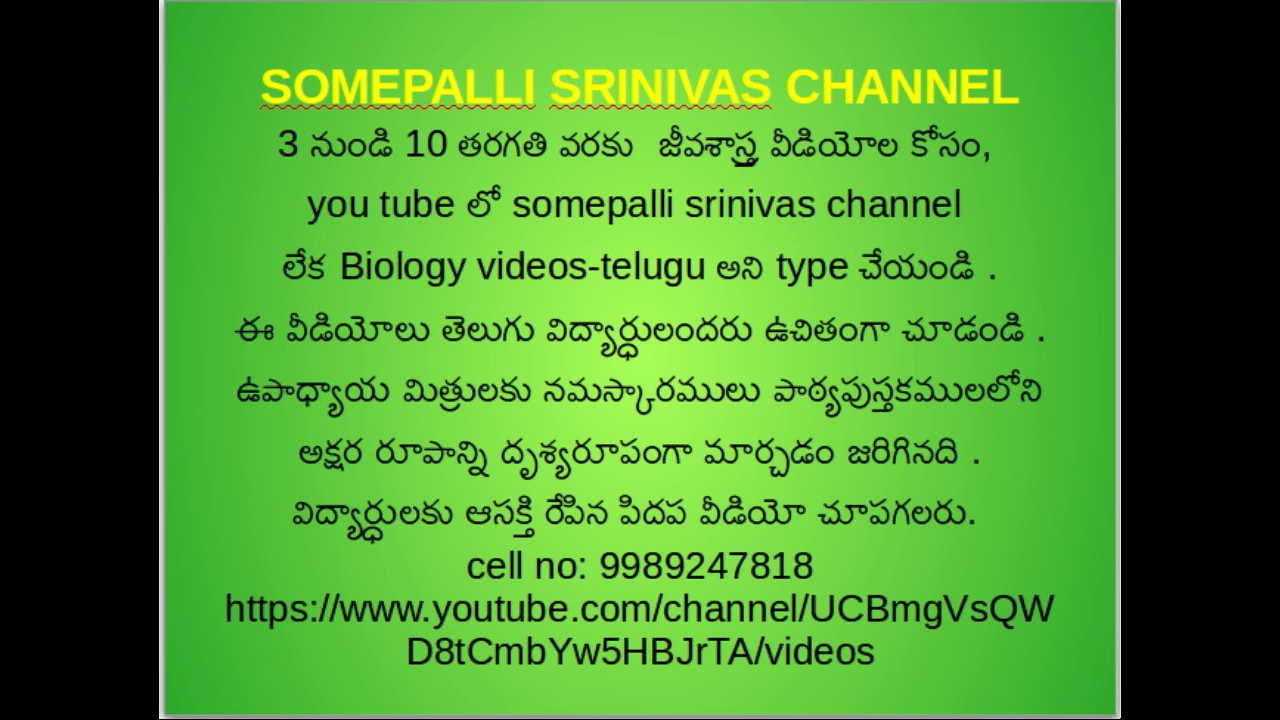 SOMEPALLI SRINIVAS CHANNEL
3 నుండి 10 తరగతి వరకు జీవశాస్త్ర వీడియోల కోసం,
you tube లో somepalli srinivas channel
లేక Biology videos-telugu అని type చేయండి .
ఈ వీడియోలు తెలుగు విద్యార్ధులందరు ఉచితంగా చూడండి .
ఉపాధ్యాయ మిత్రులకు నమస్కారములు పాఠ్యపుస్తకములలోని
అక్షర రూపాన్ని దృశ్యరూపంగా మార్చడం జరిగినది .
విద్యార్ధులకు ఆసక్తి రేపిన పిదప వీడియో చూపగలరు.
cell no: 9989247818
https://www.youtube.com/channel/UCBmgVsQW
D8tCmbYw5HBJrTA/videos